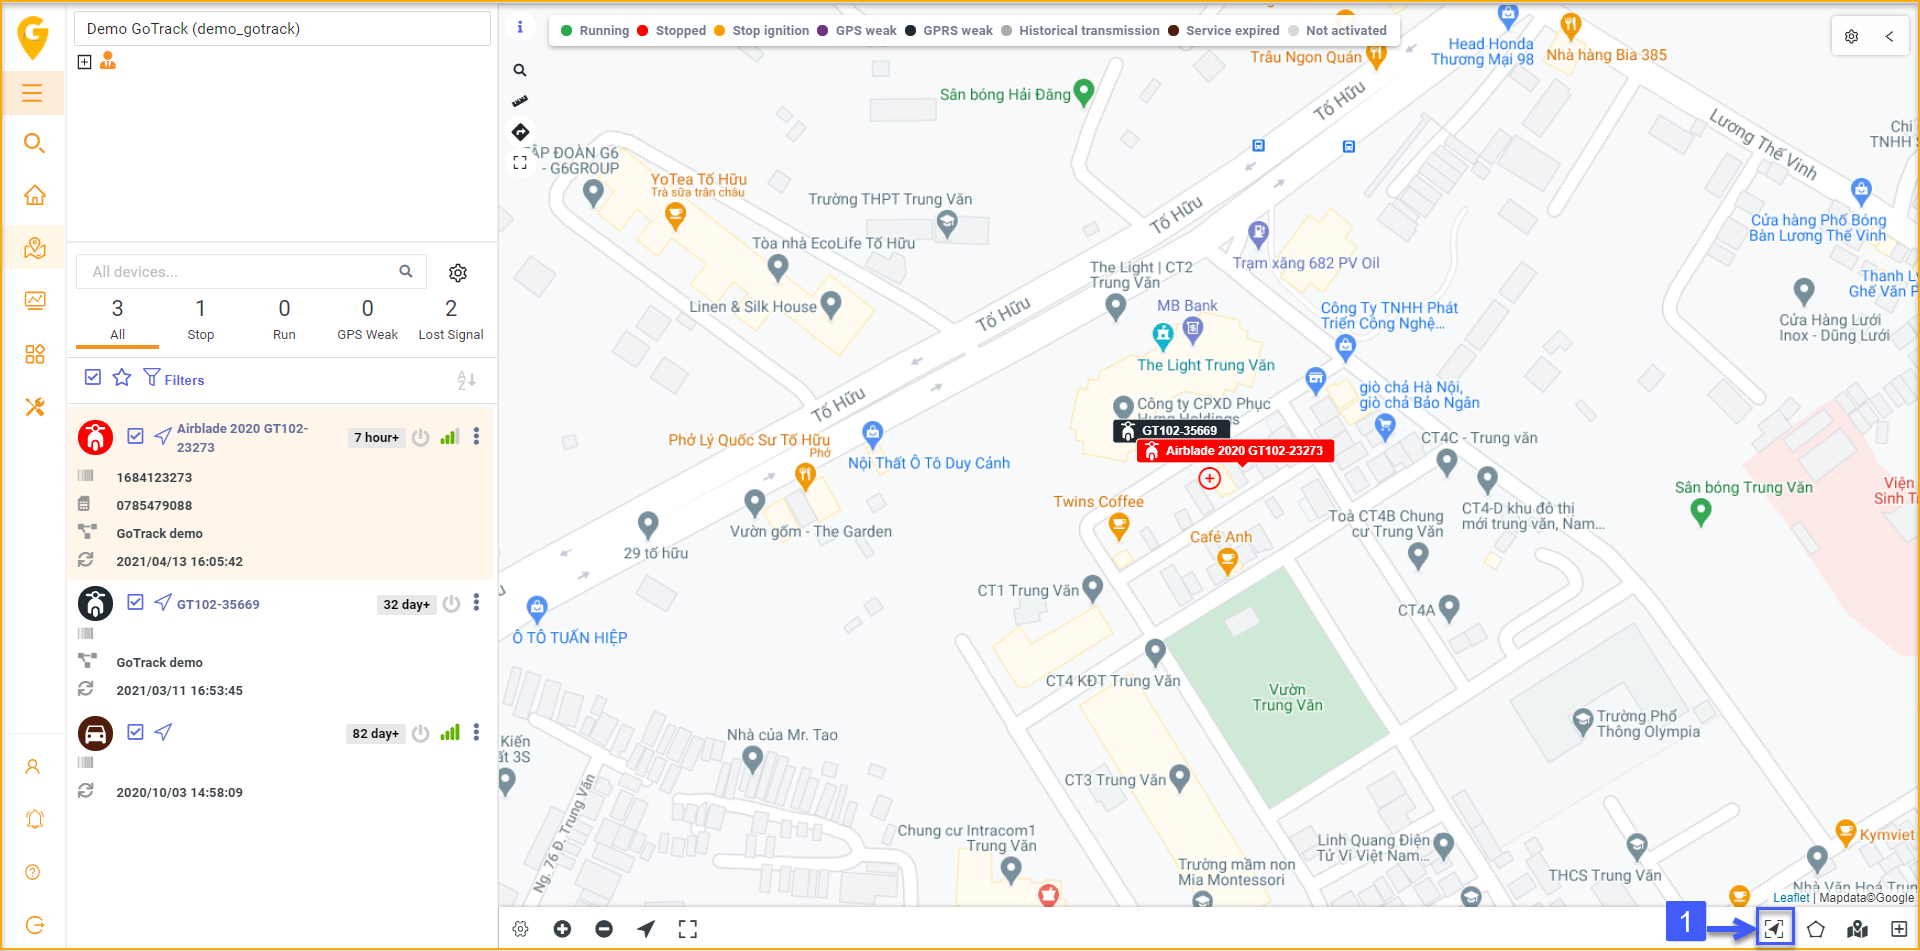 Demo GoTrack (demo_gotrack)
All devices...
3
All
1
Stop
0
Run
0
GPS Weak
2
Lost Signal
Filters
Airblade 2020 GT102-
23273
7 hour+
1684123273
0785479088
GoTrack demo
2021/04/13 16:05:42
GT102-35669
32 day+
GoTrack demo
2021/03/11 16:53:45
82 day+
2020/10/03 14:58:09
Running
Stopped
Stop ignition
GPS weak
GPRS weak
Historical transmission
Service expired
Not activated
Head Honda
Thương Mại 98
Nhà hàng Bia 385
Trâu Ngon Quán
Sân bóng Hải Đăng
Tố Hữu
Lương Thế Vinh
Chi
TNHH
TẬP ĐOÀN G6
- G6GROUP
YoTea Tố Hữu
Trà sữa trân châu
Trường THPT Trung Văn
Tố Hữu
Cửa hàng Phố Bóng
Bàn Lương Thế Vinh
Tòa nhà EcoLife Tố Hữu
Trạm xăng 682 PV Oil
The Light | CT2
Trung Văn
Thanh L
Ghế Văn P
Linen & Silk House
Tố Hữu
MB Bank
Công Ty TNHH Phát
Triển Công Nghệ...
Cửa Hàng Lưới
Inox - Dũng Lưới
The Light Trung Văn
giò chả Hà Nội,
giò chả Bảo Ngân
Tố Hữu
Công ty CPXD Phục
Hưng Holdings
GT102-35669
Airblade 2020 GT102-23273
Phở Lý Quốc Sư Tố Hữu
Phở
Nội Thất Ô Tô Duy Cảnh
CT4C - Trung văn
Sân bóng Trung Văn
Viện
Sinh T
Twins Coffee
CT4-D khu đô thị
mới trung văn, Nam...
Toà CT4B Chung
cư Trung Văn
Vườn gốm - The Garden
29 tố hữu
Café Anh
CT1 Trung Văn
CT4A
Ô TÔ TUẤN HIỆP
CT4 KĐT Trung Văn
Vườn
Trung Văn
Trường Phổ
Thông Olympia
Nhà của Mr. Tao
Kiến
ất 3S
CT3 Trung Văn
Ng. 76 Đ. Trung Văn
Chung cư Intracom1
Trung Văn
Linh Quang Điện
Tử Vi Việt Nam...
Kymviet
Trường mầm non
Mia Montessori
THCS Trung Văn
Nhà Văn Hoá Trun
Leaflet | Mapdata©Google
1